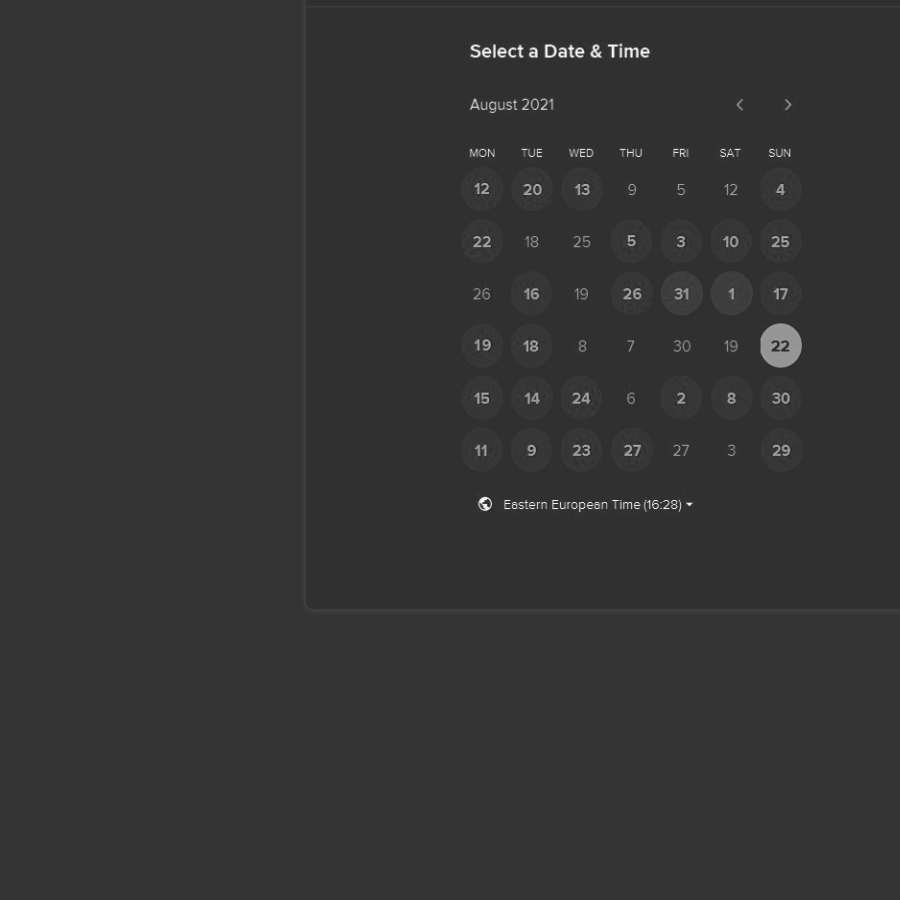 Select a Date & Time
August 2021
MON TUE WED THU FRI SAT SUN
12 20 13 9 5 12 4
22 18 25 5 3 10 25
26 16 19 26 31 1 17
19 18 8 7 30 19 22
15 14 24 6 2 8 30
11 9 23 27 27 3 29
Eastern European Time (16:28)